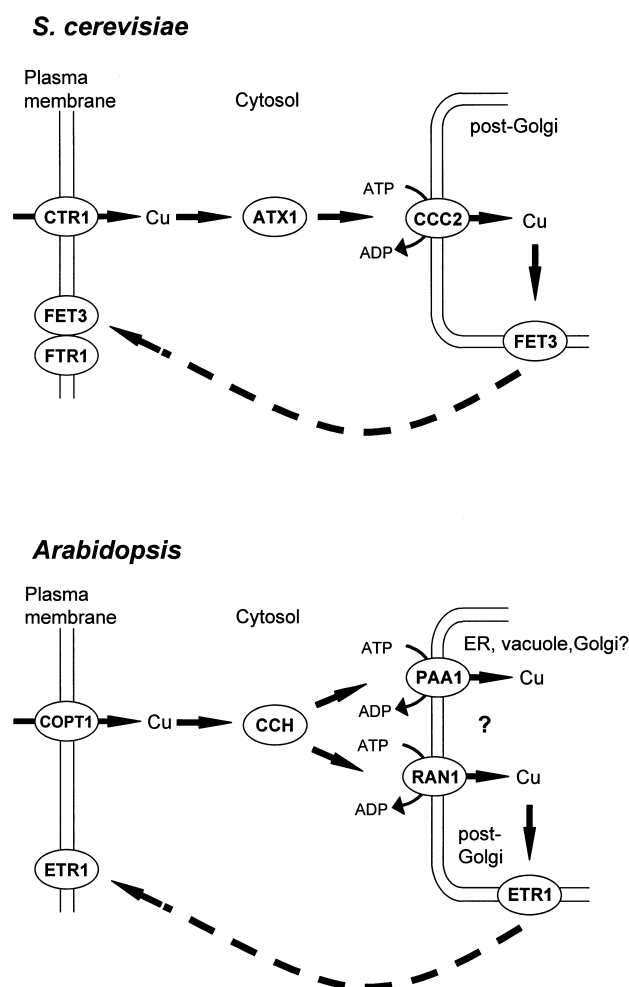 S. cerevisiae
Plasma
membrane
Cytosol
post-Golgi
ATP
CTR1
Cu
ATX1
CCC2
Cu
ADP
FET3
FTR1
FET3
Arabidopsis
Plasma
membrane
Cytosol
ER, vacuole,Golgi?
ATP
PAA1
Cu
ADP
COPT1
Cu
CCH
?
ATP
RAN1
Cu
ADP
post-
Golgi
ETR1
ETR1